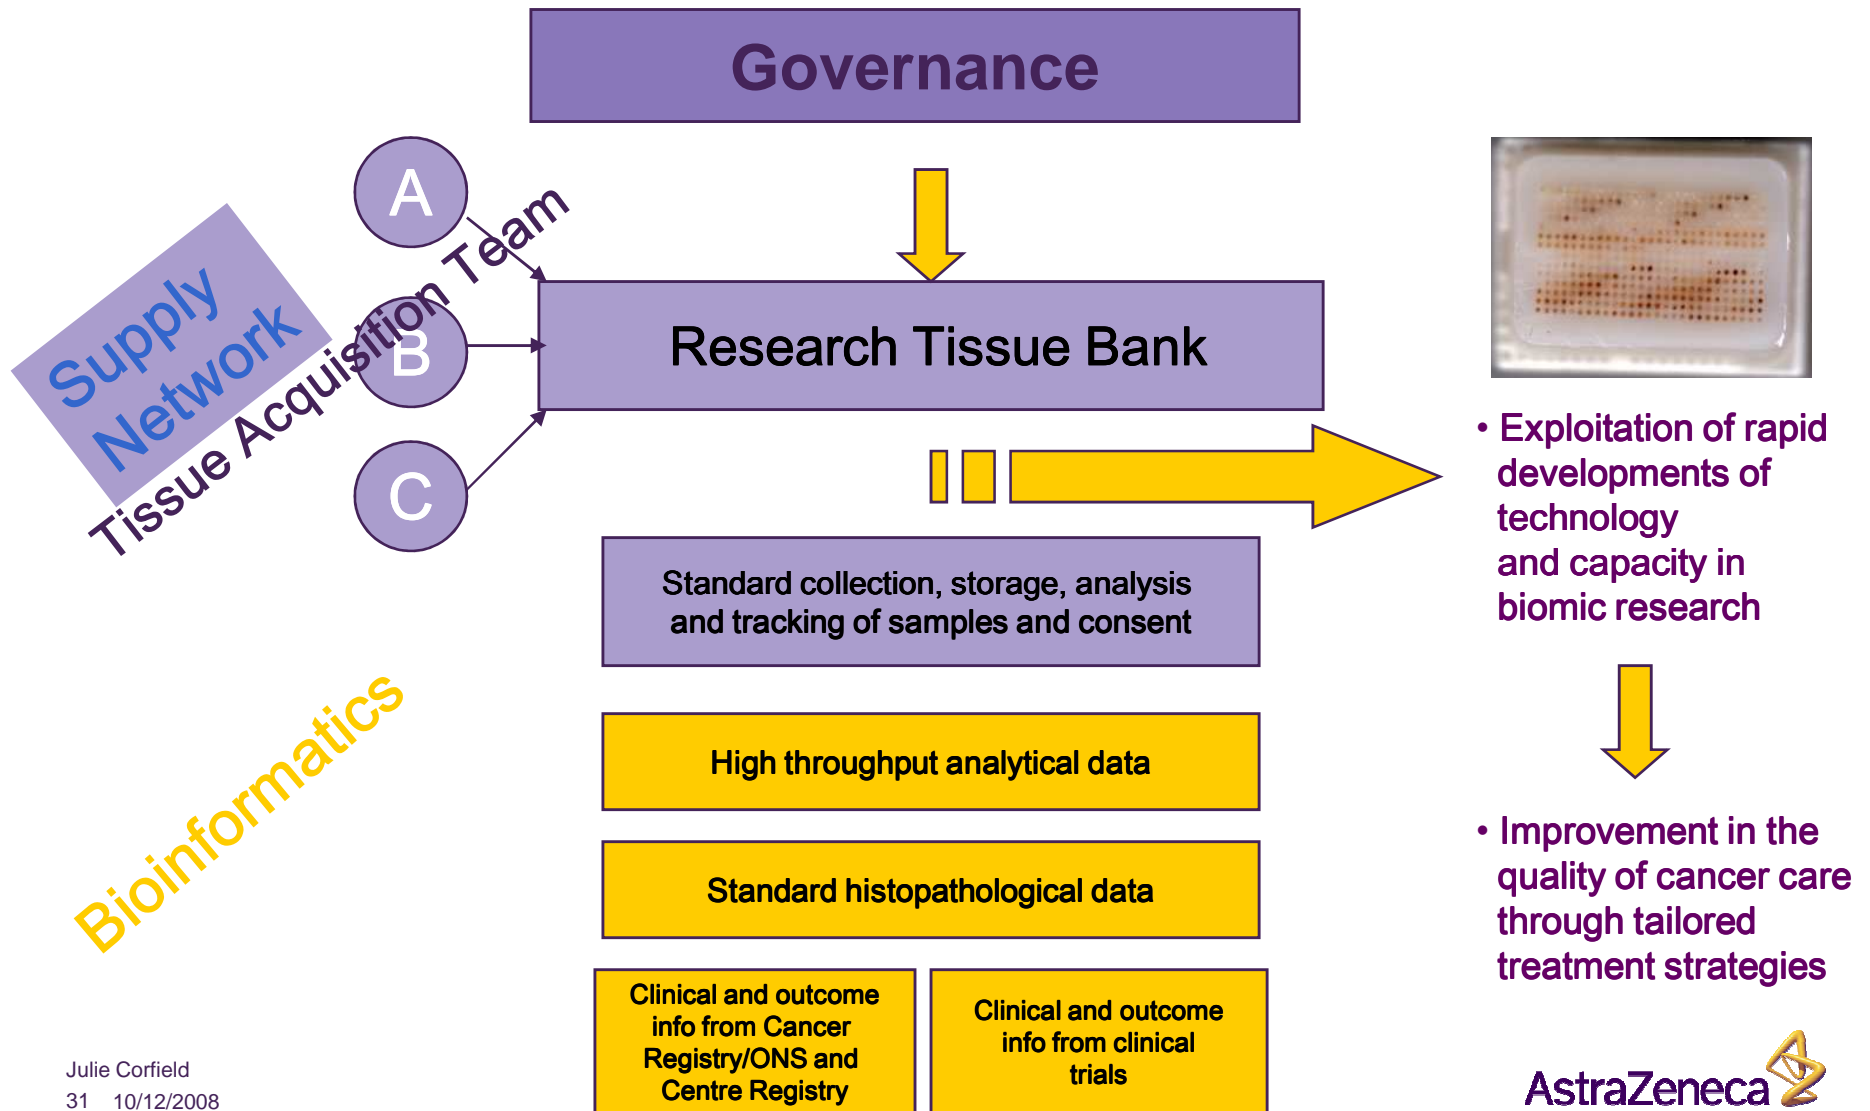 Governance
A
B
C
Supply
Network
Tissue Acquisition Team
Research Tissue Bank
Standard collection, storage, analysis
and tracking of samples and consent
High throughput analytical data
Standard histopathological data
Clinical and outcome
info from Cancer
Registry/ONS and
Centre Registry
Clinical and outcome
info from clinical
trials
Bioinformatics
• Exploitation of rapid
developments of
technology
and capacity in
biomic research
• Improvement in the
quality of cancer care
through tailored
treatment strategies
Julie Corfield
31 10/12/2008
AstraZeneca